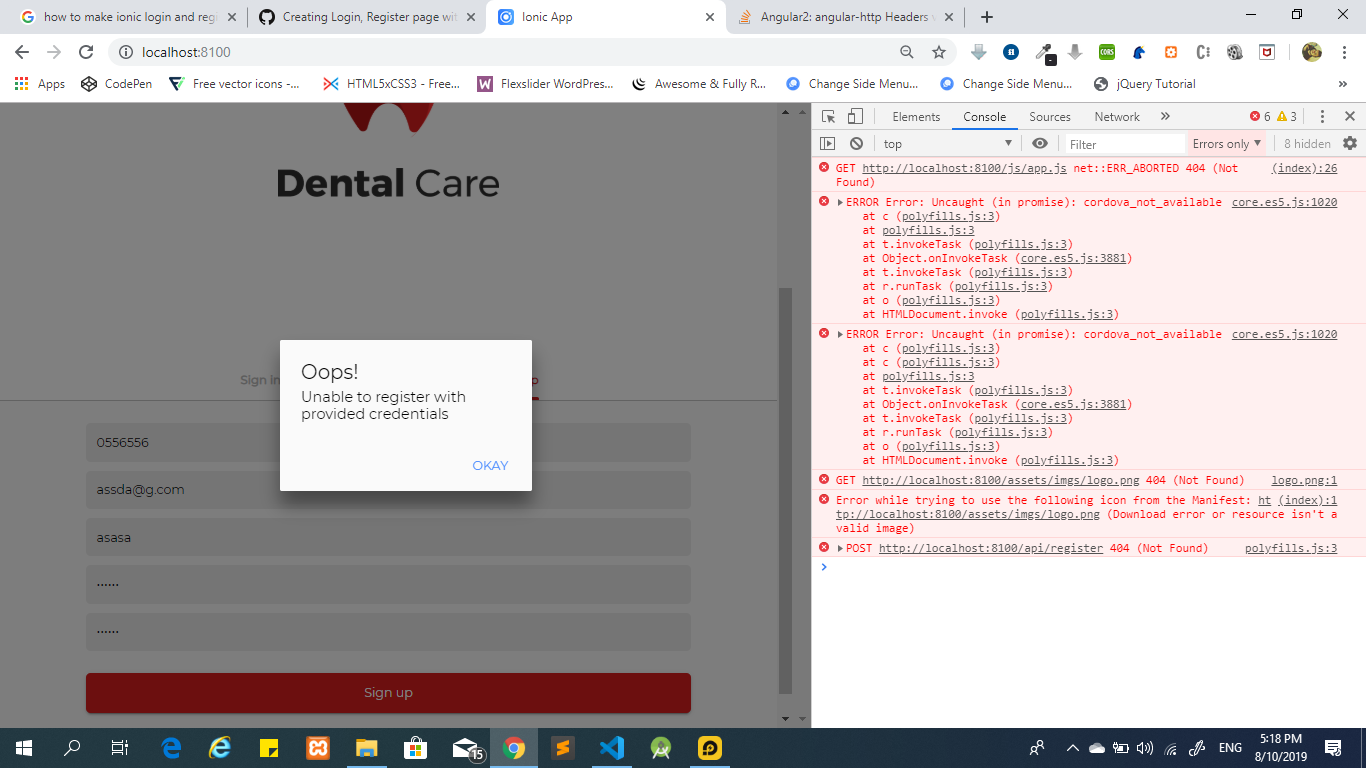 how to make ionic login and regi
Creating Login, Register page wit
Ionic App
Angular2: angular-http Headers
localhost:8100
CORS
Apps
CodePen
Free vector icons -...
HTML5xCSS3 - Free...
Flexslider WordPres...
Awesome & Fully R...
Change Side Menu...
Change Side Menu...
jQuery Tutorial
»
Dental Care
Sign in
p
Oops!
Unable to register with
provided credentials
OKAY
0556556
assda@g.com
asasa
······
······
Sign up
Elements
Console
Sources
Network
»
6
3
top
Filter
Errors only
8 hidden
GET http://localhost:8100/js/app.js net::ERR_ABORTED 404 (Not (index):26
Found)
ERROR Error: Uncaught (in promise): cordova_not_available core.es5.js:1020
at c (polyfills.js:3)
at polyfills.js:3
at t.invokeTask (polyfills.js:3)
at Object.onInvokeTask (core.es5.js:3881)
at t.invokeTask (polyfills.js:3)
at r.runTask (polyfills.js:3)
at o (polyfills.js:3)
at HTMLDocument.invoke (polyfills.js:3)
ERROR Error: Uncaught (in promise): cordova_not_available core.es5.js:1020
at c (polyfills.js:3)
at c (polyfills.js:3)
at polyfills.js:3
at t.invokeTask (polyfills.js:3)
at Object.onInvokeTask (core.es5.js:3881)
at t.invokeTask (polyfills.js:3)
at r.runTask (polyfills.js:3)
at o (polyfills.js:3)
at HTMLDocument.invoke (polyfills.js:3)
GET http://localhost:8100/assets/imgs/logo.png 404 (Not Found) logo.png:1
Error while trying to use the following icon from the Manifest: ht (index):1
tp://localhost:8100/assets/imgs/logo.png (Download error or resource isn't a
valid image)
POST http://localhost:8100/api/register 404 (Not Found) polyfills.js:3
15
ENG
5:18 PM
8/10/2019